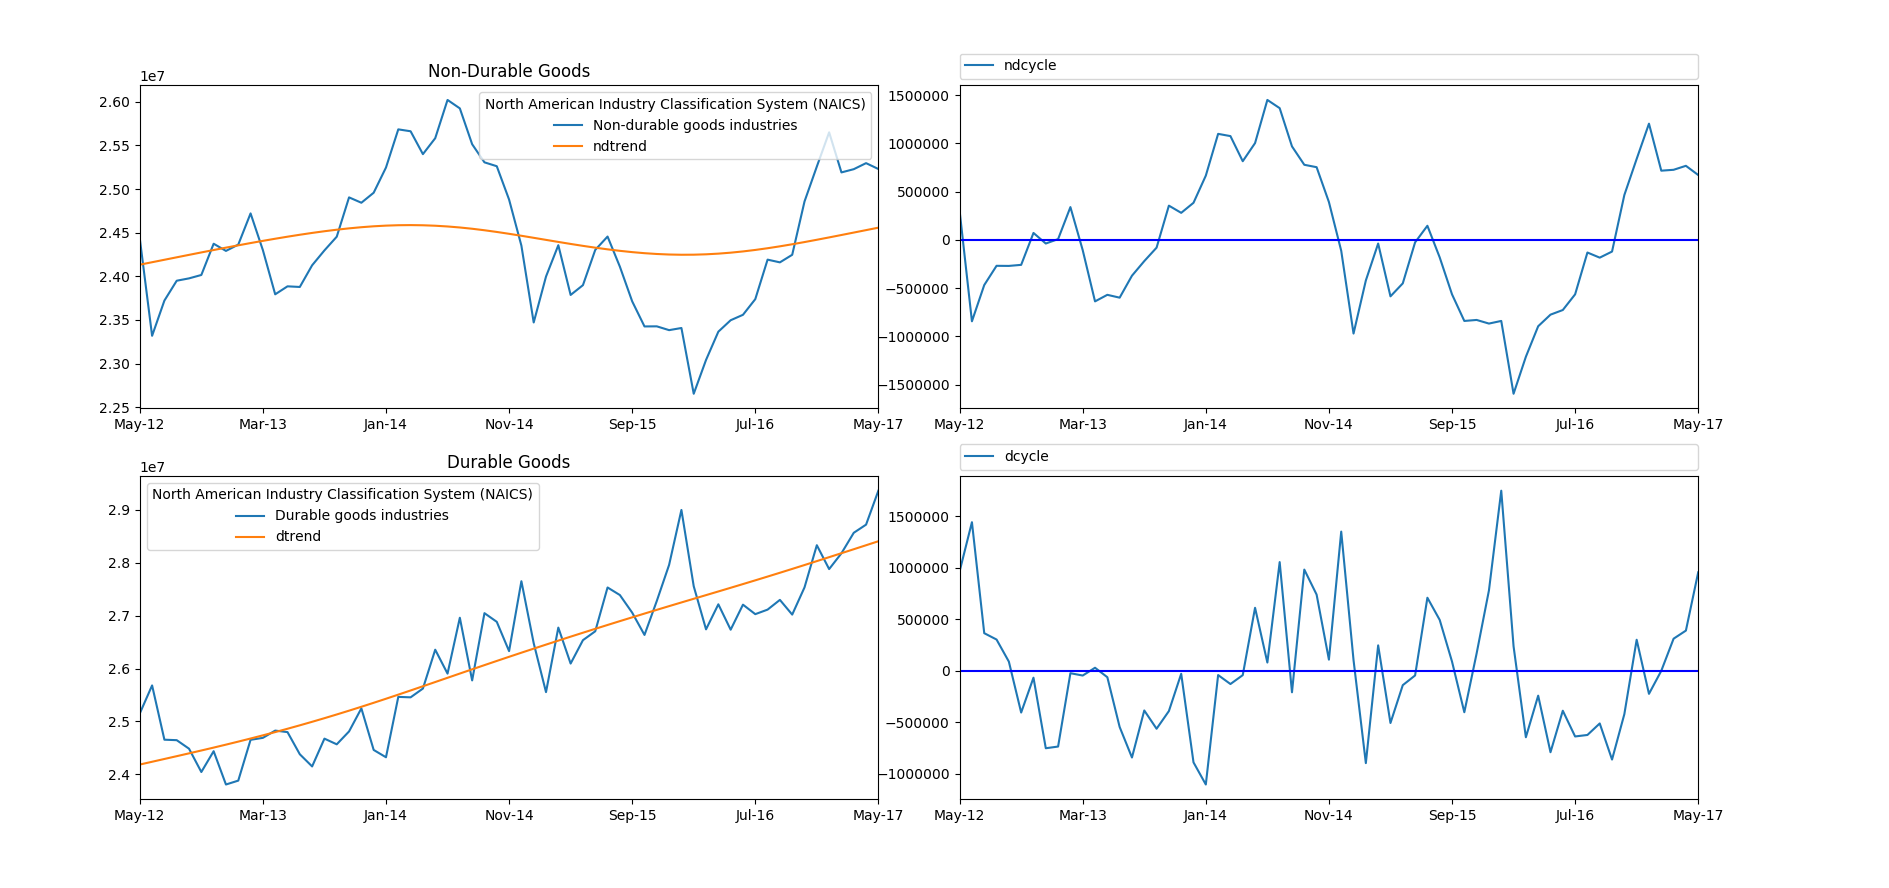 Non-Durable Goods
1e7
North American Industry Classification System (NAICS)
Non-durable goods industries
ndtrend
2.60
2.55
2.50
2.45
2.40
2.35
2.30
2.25
May-12 Mar-13 Jan-14 Nov-14 Sep-15 Jul-16 May-17
ndcycle
1500000
1000000
500000
0
−500000
−1000000
−1500000
May-12 Mar-13 Jan-14 Nov-14 Sep-15 Jul-16 May-17
Durable Goods
1e7
North American Industry Classification System (NAICS)
Durable goods industries
dtrend
2.9
2.8
2.7
2.6
2.5
2.4
May-12 Mar-13 Jan-14 Nov-14 Sep-15 Jul-16 May-17
dcycle
1500000
1000000
500000
0
−500000
−1000000
May-12 Mar-13 Jan-14 Nov-14 Sep-15 Jul-16 May-17